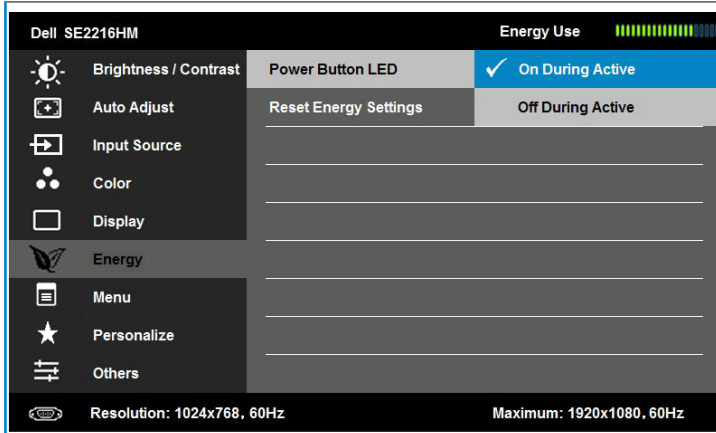 Dell SE2216HM Energy Use
Brightness / Contrast Power Button LED On During Active
Auto Adjust Reset Energy Settings Off During Active
Input Source
Color
Display
Energy
Menu
Personalize
Others
Resolution: 1024x768, 60Hz Maximum: 1920x1080, 60Hz